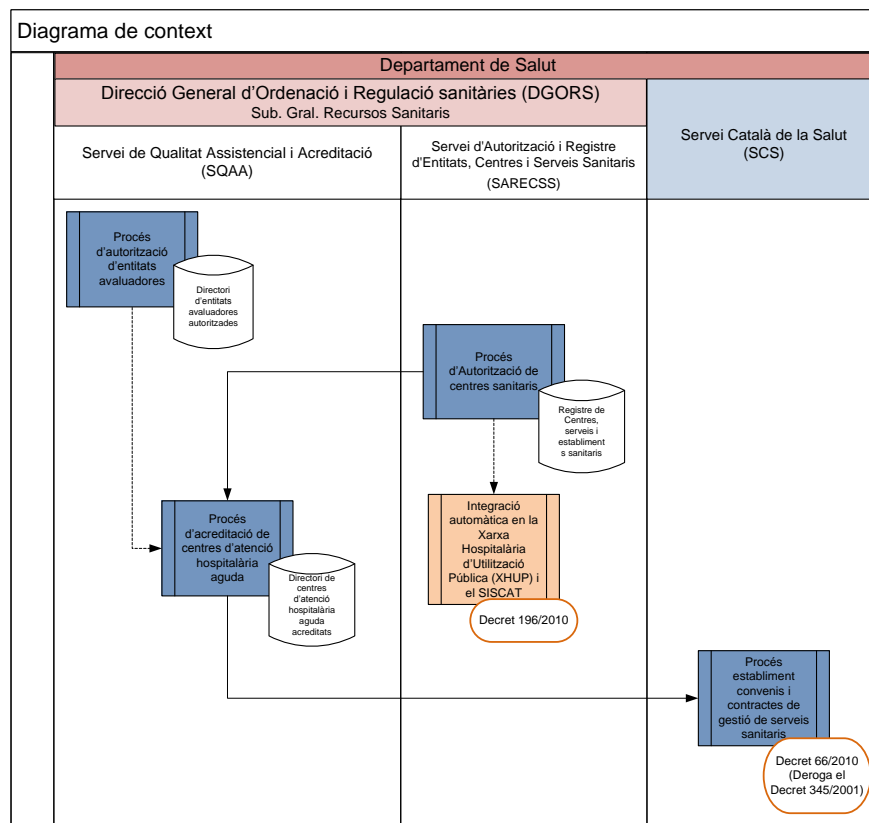 Diagrama de context
Departament de Salut
Direcció General d'Ordenació i Regulació sanitàries (DGORS)
Sub. Gral. Recursos Sanitaris
Servei de Qualitat Assistencial i Acreditació
(SQAA)
Servei d'Autorització i Registre
d'Entitats, Centres i Serveis Sanitaris
(SARECSS)
Servei Català de la Salut
(SCS)
Procés
d'autorització
d'entitats
avaluadores
Directori
d'entitats
avaluadores
autoritzades
Procés
d'Autorització de
centres sanitaris
Registre de
Centres,
serveis i
establiment
s sanitaris
Procés
d'acreditació de
centres d'atenció
hospitalària
aguda
Directori de
centres
d'atenció
hospitalària
aguda
acreditats
Integració
automàtica en la
Xarxa
Hospitalària
d'Utilització
Pública (XHUP) i
el SISCAT
Decret 196/2010
Procés
establiment
convenis i
contractes de
gestió de serveis
sanitaris
Decret 66/2010
(Deroga el
Decret 345/2001)